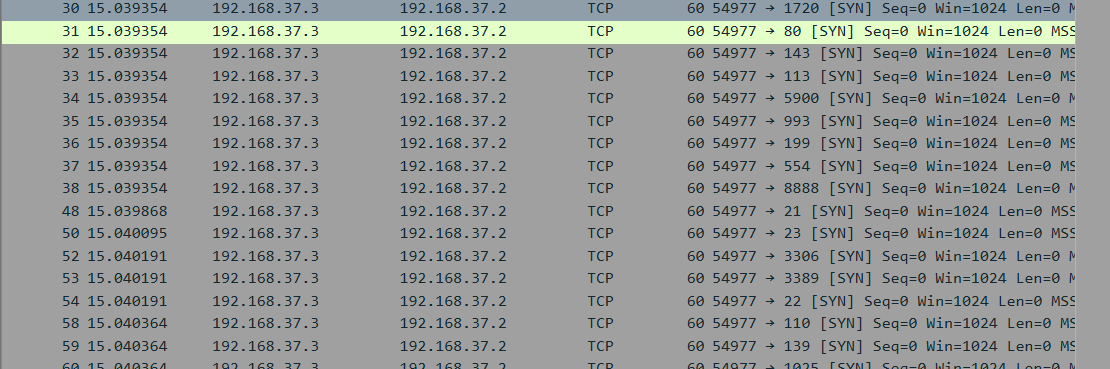 30 15.039354 192.168.37.3 192.168.37.2 TCP 60 54977 → 1720 [SYN] Seq=0 Win=1024 Len=0 M
31 15.039354 192.168.37.3 192.168.37.2 TCP 60 54977 → 80 [SYN] Seq=0 Win=1024 Len=0 MSS
32 15.039354 192.168.37.3 192.168.37.2 TCP 60 54977 → 143 [SYN] Seq=0 Win=1024 Len=0 MS
33 15.039354 192.168.37.3 192.168.37.2 TCP 60 54977 → 113 [SYN] Seq=0 Win=1024 Len=0 MS
34 15.039354 192.168.37.3 192.168.37.2 TCP 60 54977 → 5900 [SYN] Seq=0 Win=1024 Len=0 M
35 15.039354 192.168.37.3 192.168.37.2 TCP 60 54977 → 993 [SYN] Seq=0 Win=1024 Len=0 MS
36 15.039354 192.168.37.3 192.168.37.2 TCP 60 54977 → 199 [SYN] Seq=0 Win=1024 Len=0 MS
37 15.039354 192.168.37.3 192.168.37.2 TCP 60 54977 → 554 [SYN] Seq=0 Win=1024 Len=0 MS
38 15.039354 192.168.37.3 192.168.37.2 TCP 60 54977 → 8888 [SYN] Seq=0 Win=1024 Len=0 M
48 15.039868 192.168.37.3 192.168.37.2 TCP 60 54977 → 21 [SYN] Seq=0 Win=1024 Len=0 MSS
50 15.040095 192.168.37.3 192.168.37.2 TCP 60 54977 → 23 [SYN] Seq=0 Win=1024 Len=0 MSS
52 15.040191 192.168.37.3 192.168.37.2 TCP 60 54977 → 3306 [SYN] Seq=0 Win=1024 Len=0 M
53 15.040191 192.168.37.3 192.168.37.2 TCP 60 54977 → 3389 [SYN] Seq=0 Win=1024 Len=0 M
54 15.040191 192.168.37.3 192.168.37.2 TCP 60 54977 → 22 [SYN] Seq=0 Win=1024 Len=0 MSS
58 15.040364 192.168.37.3 192.168.37.2 TCP 60 54977 → 110 [SYN] Seq=0 Win=1024 Len=0 MS
59 15.040364 192.168.37.3 192.168.37.2 TCP 60 54977 → 139 [SYN] Seq=0 Win=1024 Len=0 MS
60 15.040364 192.168.37.3 192.168.37.2 TCP 60 54977 → 1025 [SYN] Seq=0 Win=1024 Len=0 M